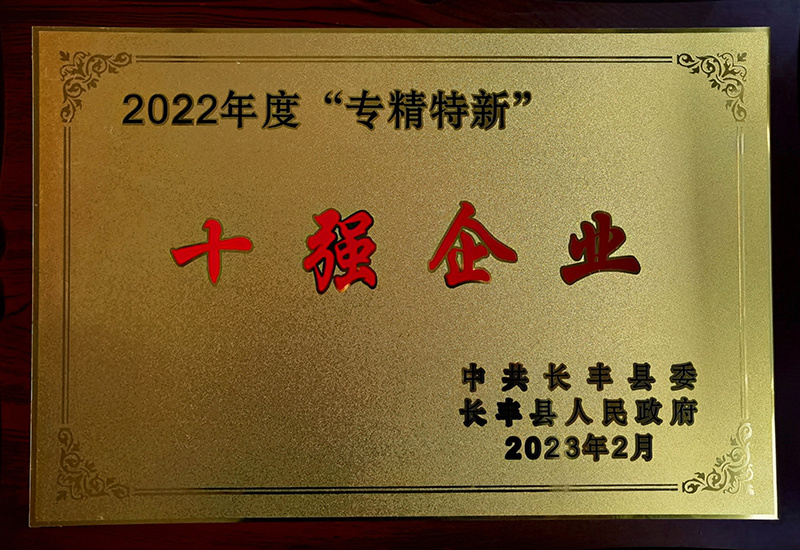 2022年度“专精特新”
十强企业
中共长丰县委
长丰县人民政府
2023年2月